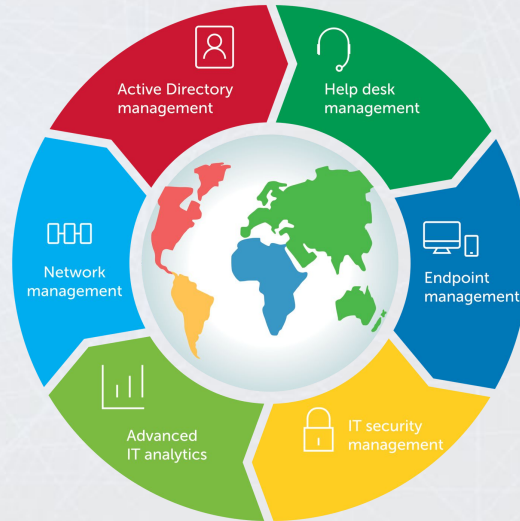 Active Directory
management
Help desk
management
Endpoint
management
IT security
management
Advanced
IT analytics
Network
management